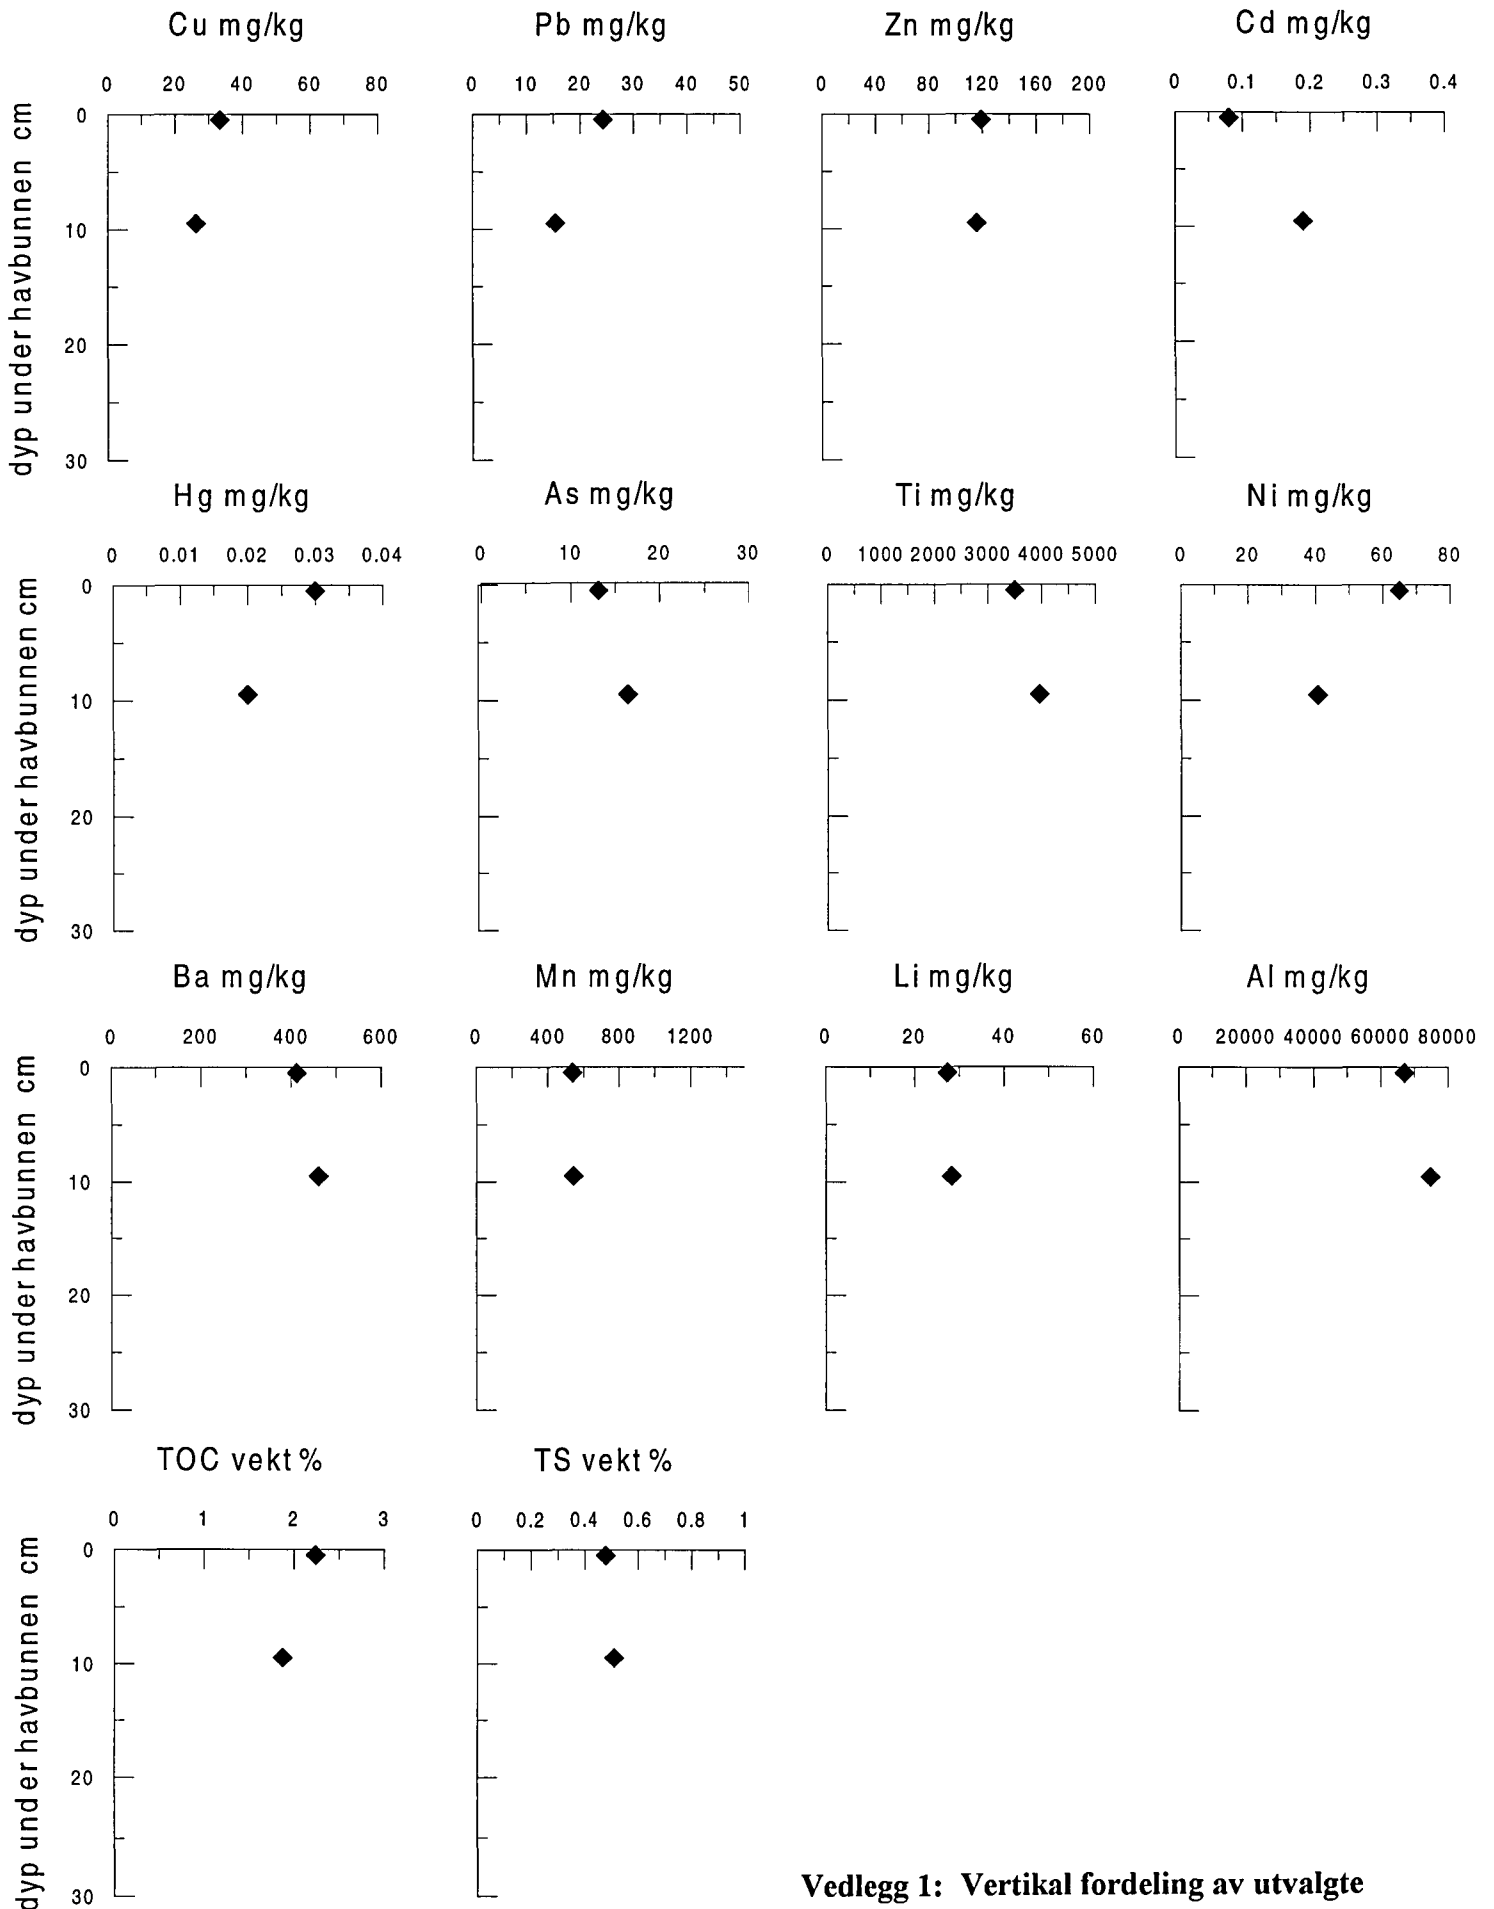 Cu mg/kg Pb mg/kg Zn mg/kg Cd mg/kg
0 20 40 60 80 0 10 20 30 40 50 0 40 80 120 160 200 0 0.1 0.2 0.3 0.4
dyp under havbunnen cm
0
10
20
30
Hg mg/kg As mg/kg Ti mg/kg Ni mg/kg
0 0.01 0.02 0.03 0.04 0 10 20 30 0 1000 2000 3000 4000 5000 0 20 40 60 80
dyp under havbunnen cm
0
10
20
30
Ba mg/kg Mn mg/kg Li mg/kg Al mg/kg
0 200 400 600 0 400 800 1200 0 20 40 60 0 20000 40000 60000 80000
dyp under havbunnen cm
0
10
20
30
TOC vekt % TS vekt %
0 1 2 3 0 0.2 0.4 0.6 0.8 1
dyp under havbunnen cm
0
10
20
30
Vedlegg 1: Vertikal fordeling av utvalgte